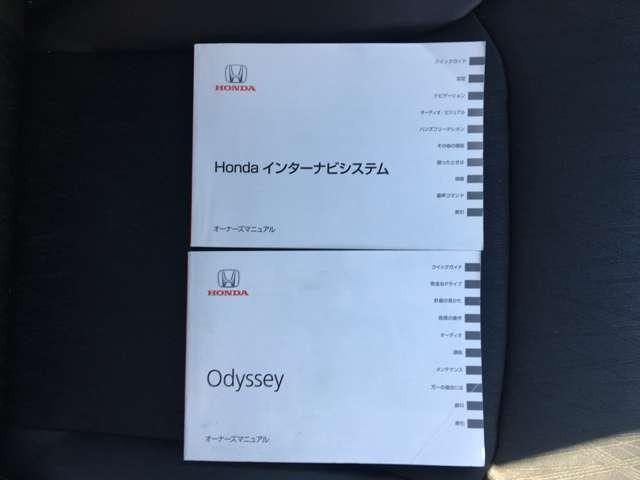 HONDA
Honda インターナビシステム
オーナーズマニュアル
クイックガイド
設定
ナビゲーション
オーディオ / ビジュアル
ハンズフリーテレホン
その他の機能
困ったときは
音声コマンド
索引
HONDA
Odyssey
オーナーズマニュアル
クイックガイド
安全なドライブ
計器の見かた
各部の操作
オーディオ
運転
メンテナンス
万一の場合には
資料
索引